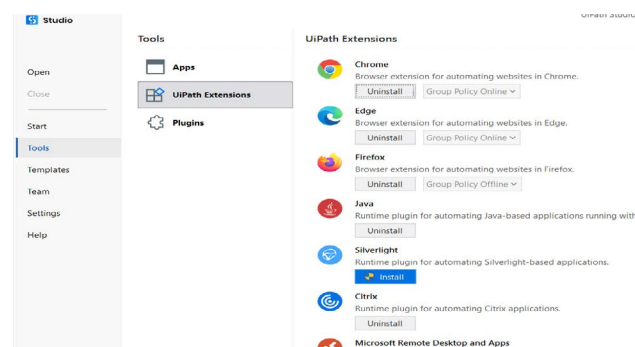 Studio
UiPath Studio
Open
Close
Start
Tools
Templates
Team
Settings
Help
Tools
Apps
UiPath Extensions
Plugins
UiPath Extensions
Chrome
Browser extension for automating websites in Chrome.
Uninstall Group Policy Online
Edge
Browser extension for automating websites in Edge.
Uninstall Group Policy Online
Firefox
Browser extension for automating websites in Firefox.
Uninstall Group Policy Offline
Java
Runtime plugin for automating Java-based applications running with
Uninstall
Silverlight
Runtime plugin for automating Silverlight-based applications.
Install
Citrix
Runtime plugin for automating Citrix applications.
Uninstall
Microsoft Remote Desktop and Apps